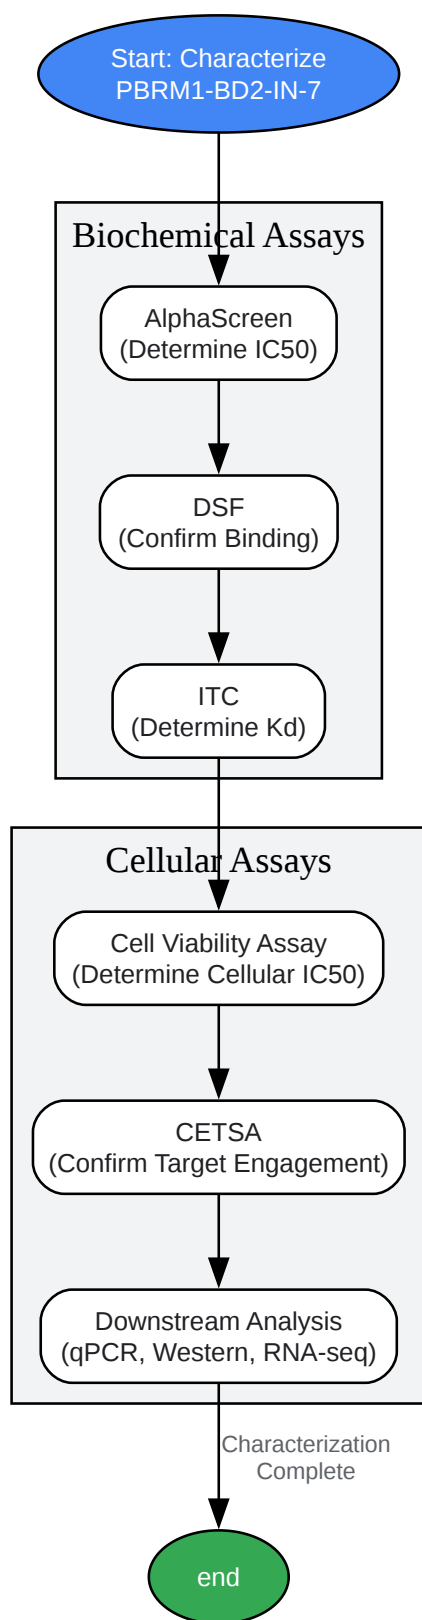 Start: Characterize
PBRM1-BD2-IN-7
Biochemical Assays
AlphaScreen
(Determine IC50)
DSF
(Confirm Binding)
ITC
(Determine Kd)
Cellular Assays
Cell Viability Assay
(Determine Cellular IC50)
CETSA
(Confirm Target Engagement)
Downstream Analysis
(qPCR, Western, RNA-seq)
Characterization
Complete
end